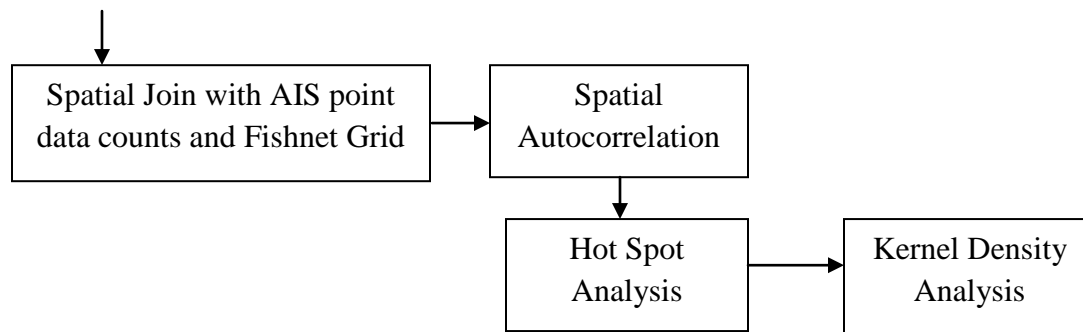 Spatial Join with AIS point
data counts and Fishnet Grid
Spatial
Autocorrelation
Hot Spot
Analysis
Kernel Density
Analysis